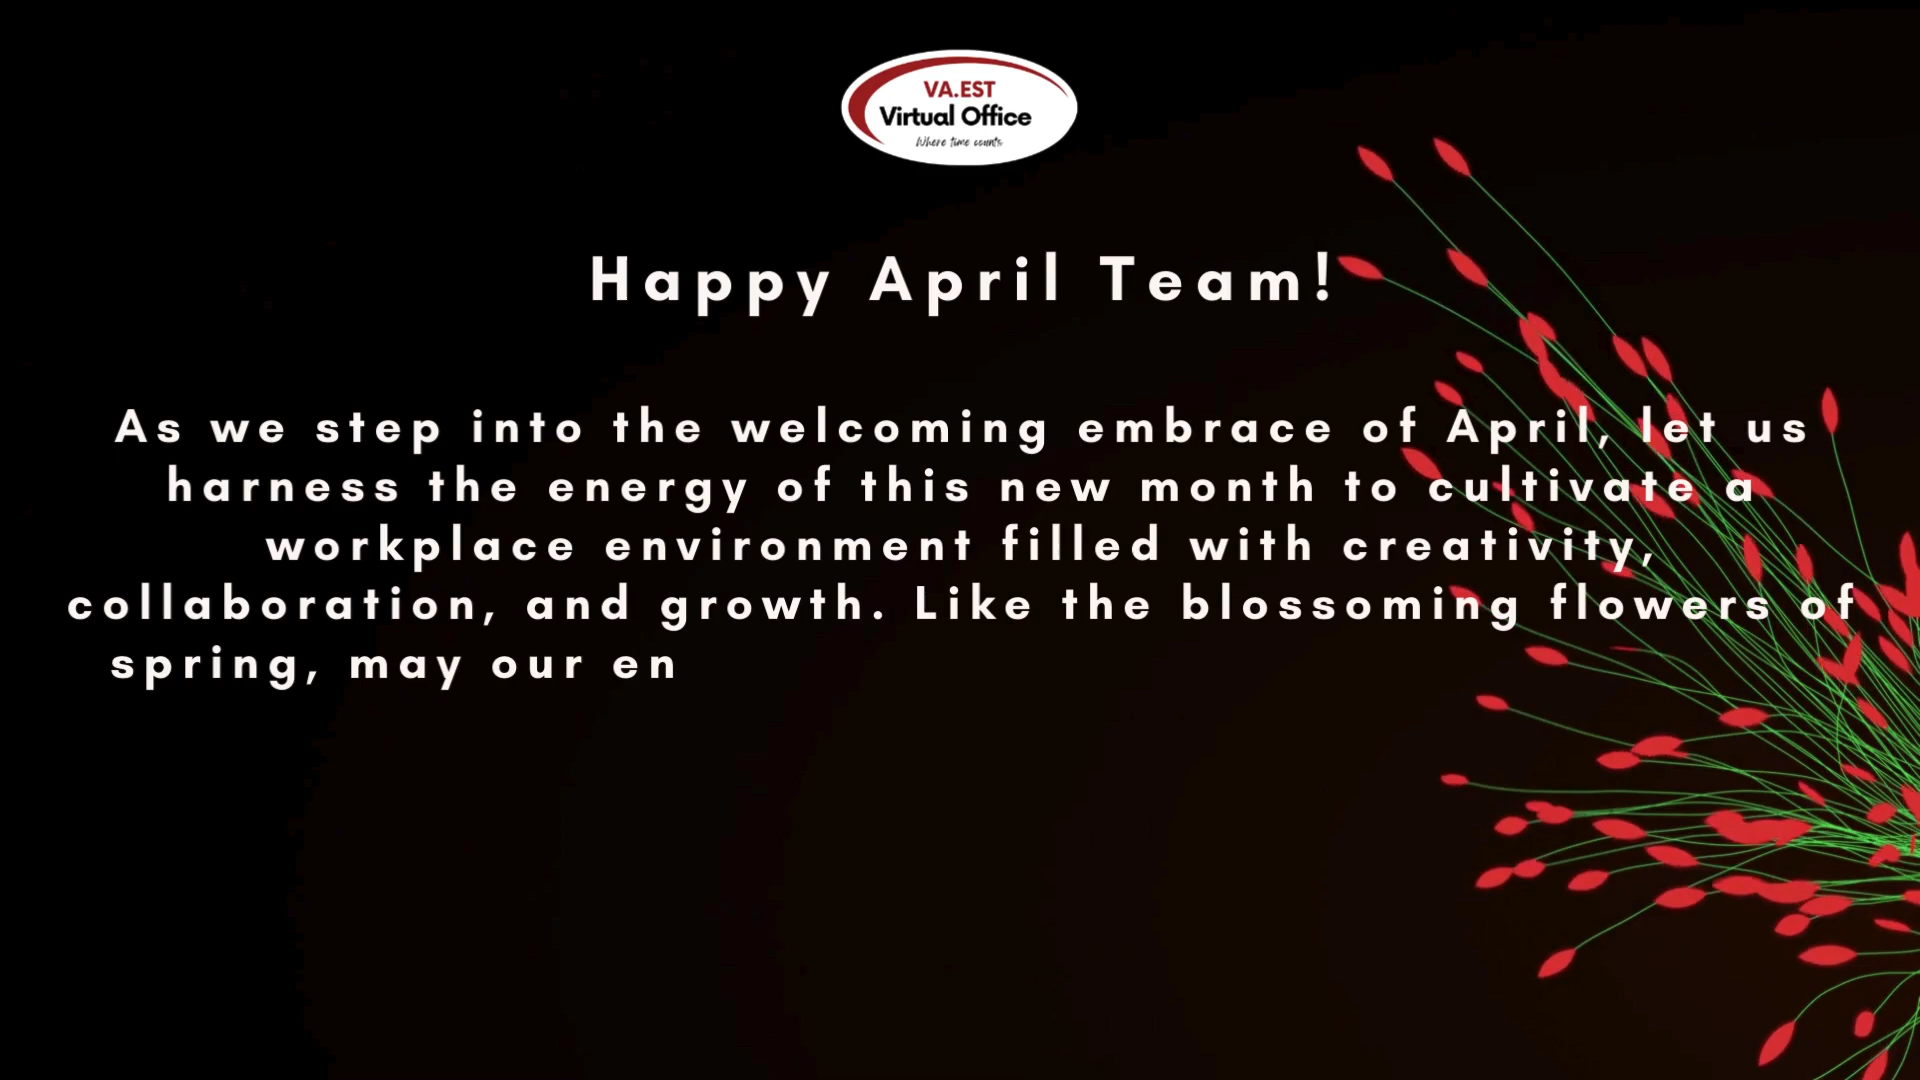 VA.EST
Virtual Office
Where time counts
Happy April Team!
As we step into the welcoming embrace of April, let us
harness the energy of this new month to cultivate a
workplace environment filled with creativity,
collaboration, and growth. Like the blossoming flowers of
spring, may our en